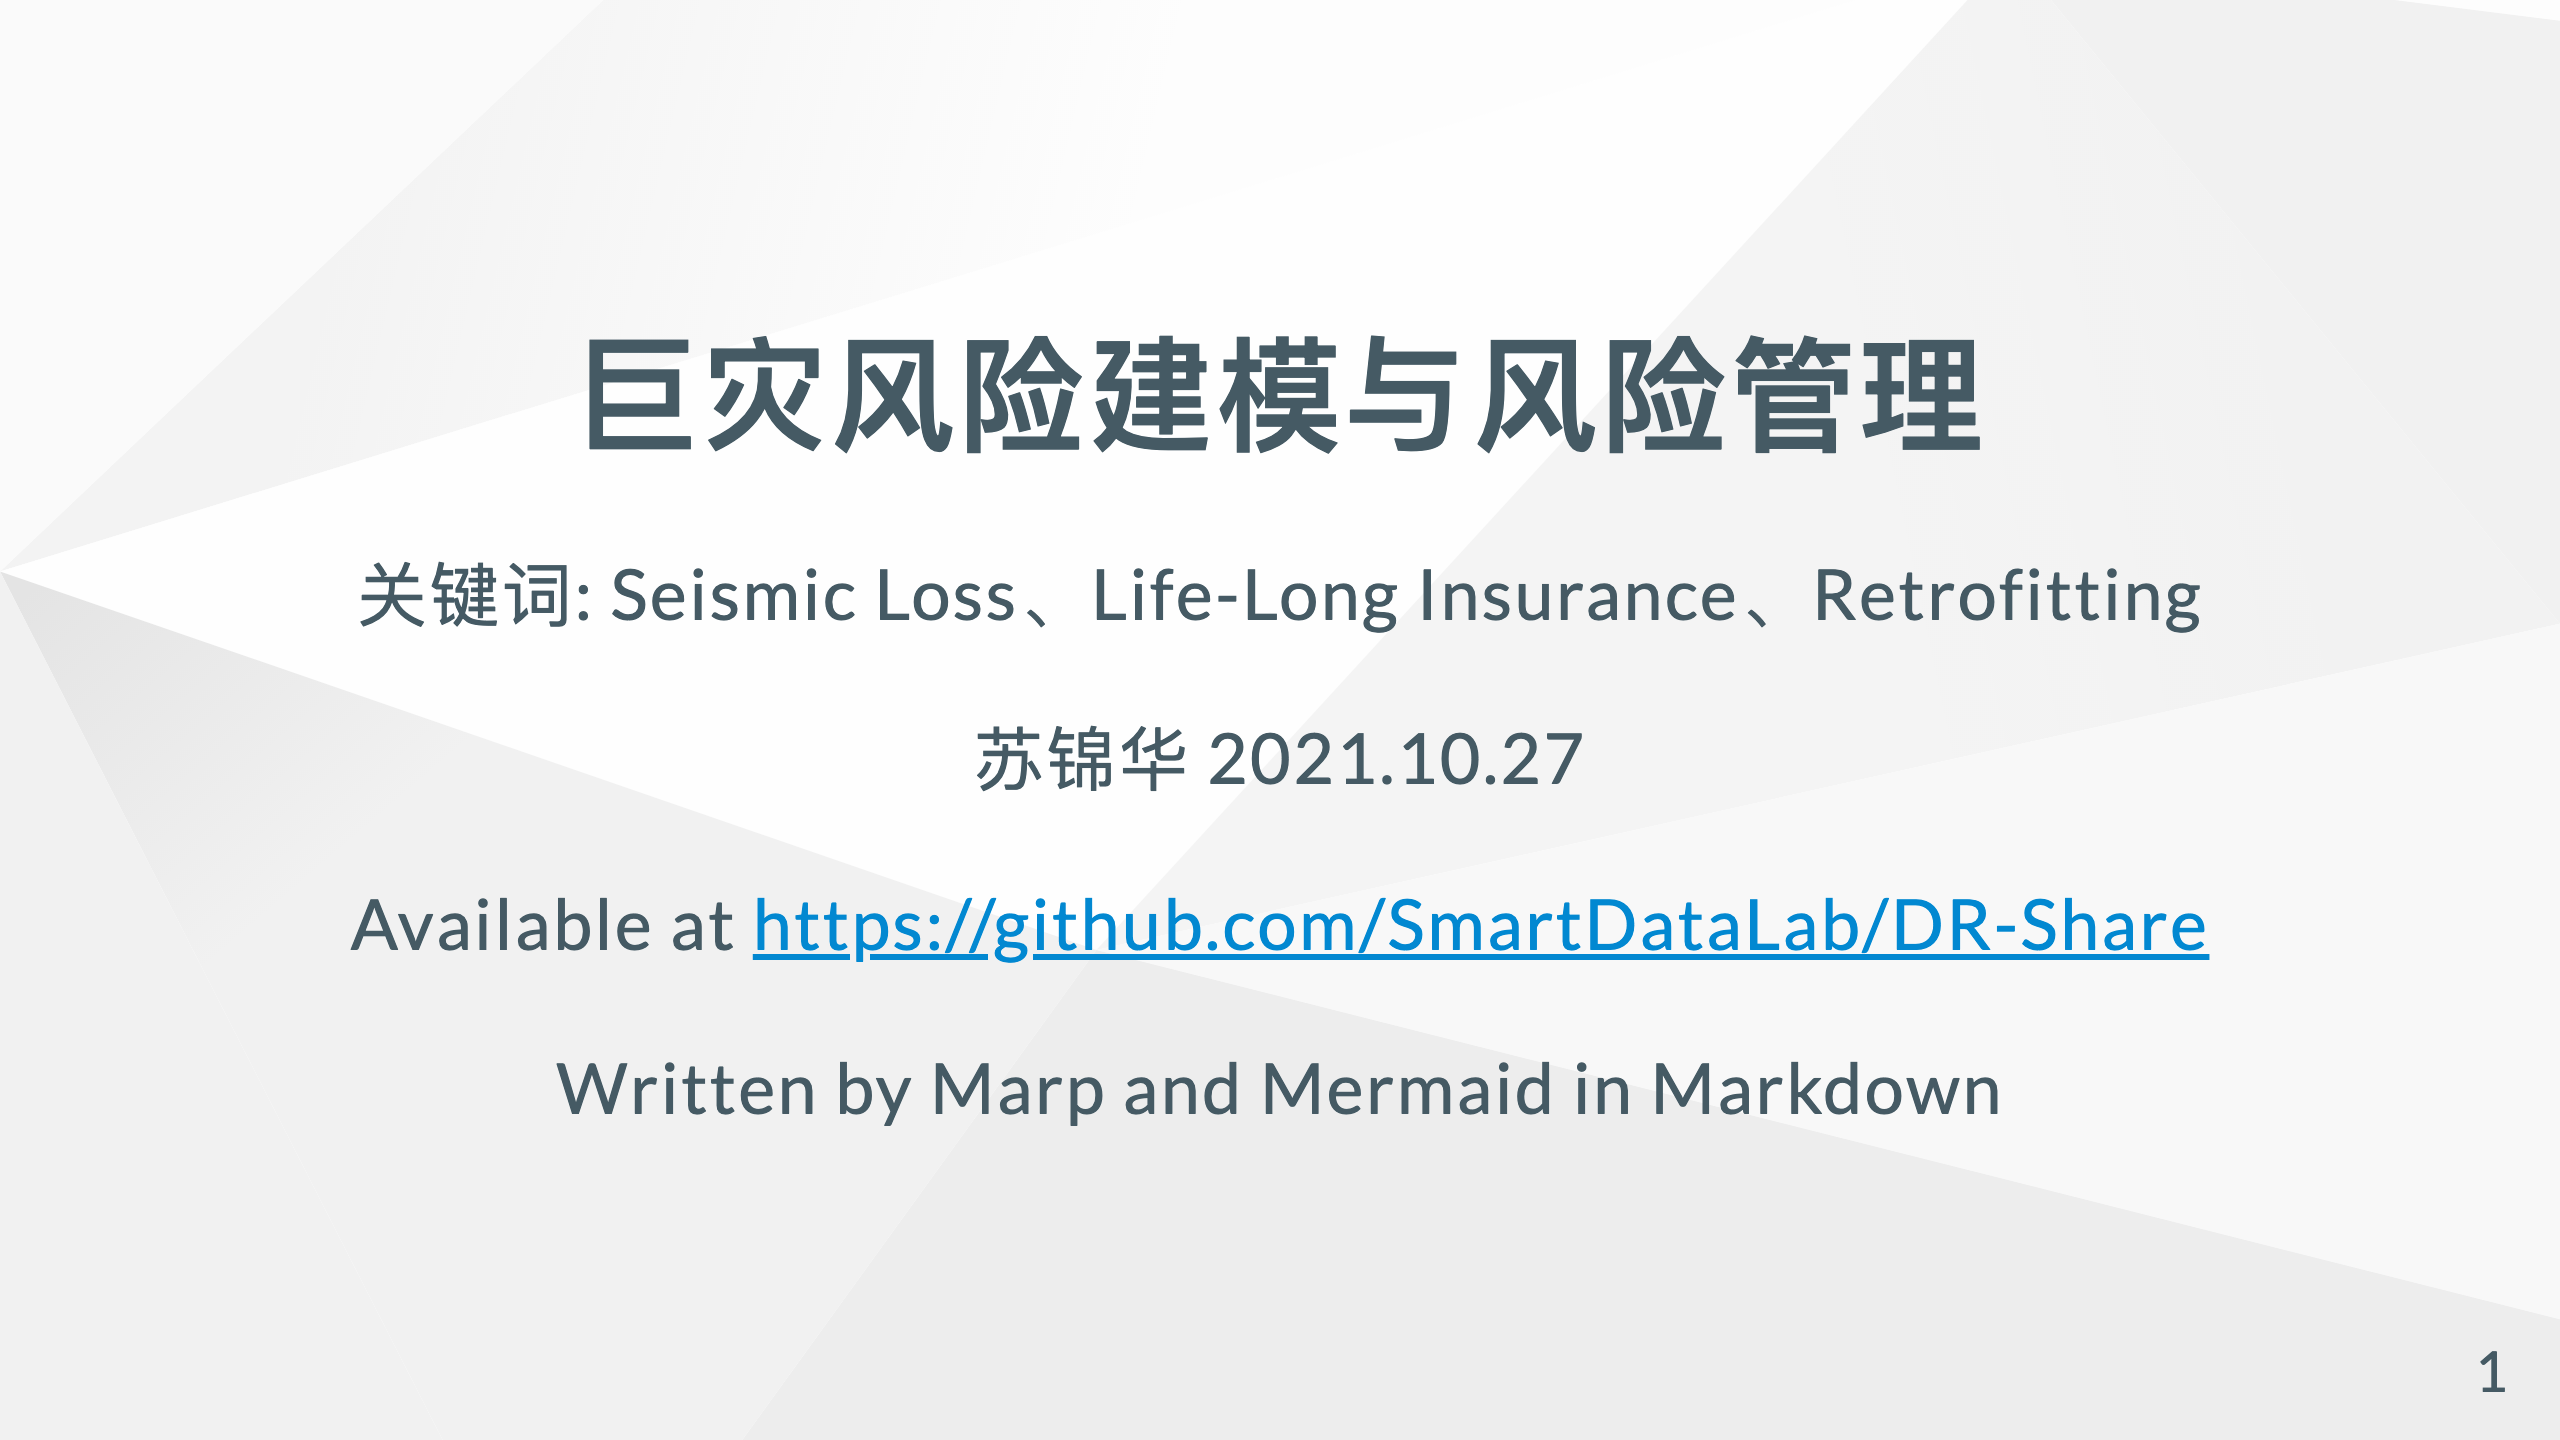 巨灾风险建模与风险管理
关键词: Seismic Loss、Life-Long Insurance、Retrofitting
苏锦华 2021.10.27
Available at https://github.com/SmartDataLab/DR-Share
Written by Marp and Mermaid in Markdown
1